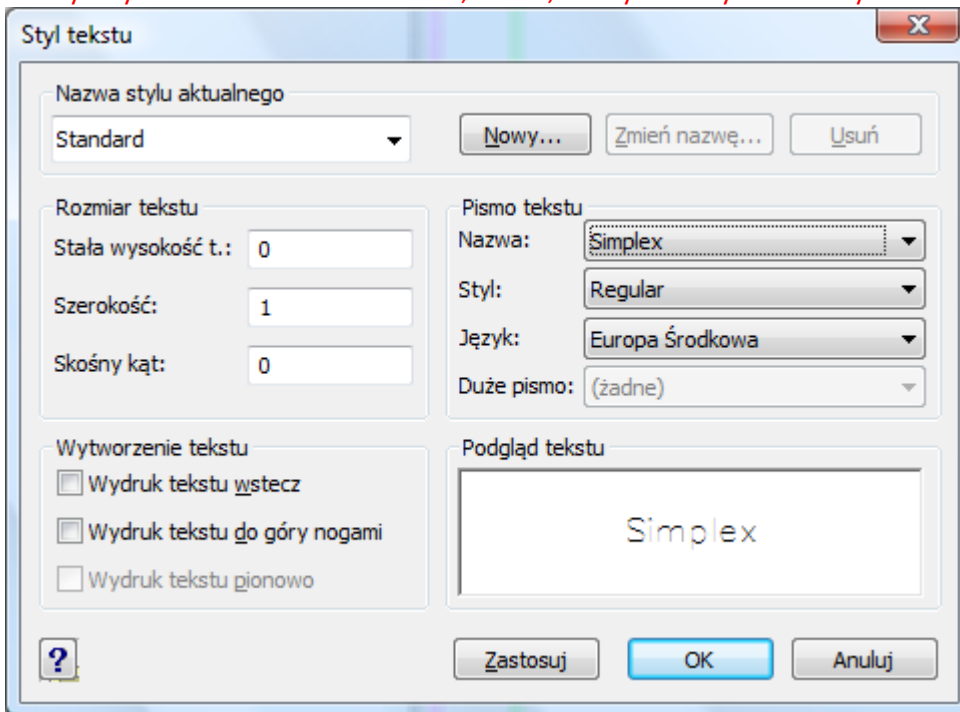 Styl tekstu
Nazwa stylu aktualnego
Standard
Nowy... Zmień nazwę... Usuń
Rozmiar tekstu
Stała wysokość t.: 0
Szerokość: 1
Skośny kąt: 0
Pismo tekstu
Nazwa: Simplex
Styl: Regular
Język: Europa Środkowa
Duże pismo: (żadne)
Wytworzenie tekstu
Wydruk tekstu wstecz
Wydruk tekstu do góry nogami
Wydruk tekstu pionowo
Podgląd tekstu
Simplex
? Zastosuj OK Anuluj